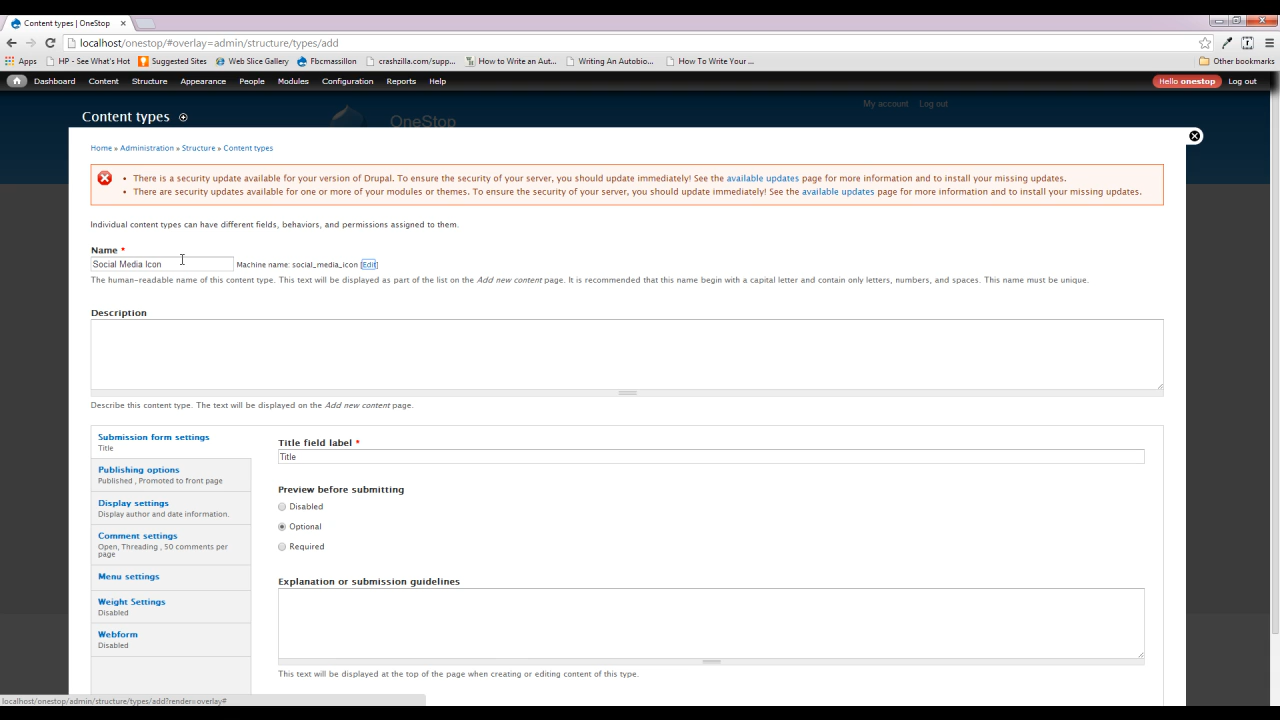 Content types | OneStop
localhost/onestop/#overlay=admin/structure/types/add
Apps HP - See What's Hot Suggested Sites Web Slice Gallery Fbcmassillon crashzilla.com/supp... How to Write an Aut... Writing An Autobio... How To Write Your ... Other bookmarks
Dashboard Content Structure Appearance People Modules Configuration Reports Help Hello onestop Log out
My account Log out
Content types
OneStop
Home » Administration » Structure » Content types
There is a security update available for your version of Drupal. To ensure the security of your server, you should update immediately! See the available updates page for more information and to install your missing updates.
There are security updates available for one or more of your modules or themes. To ensure the security of your server, you should update immediately! See the available updates page for more information and to install your missing updates.
Individual content types can have different fields, behaviors, and permissions assigned to them.
Name *
Social Media Icon Machine name: social_media_icon [Edit]
The human-readable name of this content type. This text will be displayed as part of the list on the Add new content page. It is recommended that this name begin with a capital letter and contain only letters, numbers, and spaces. This name must be unique.
Description
Describe this content type. The text will be displayed on the Add new content page.
Submission form settings
Title
Publishing options
Published , Promoted to front page
Display settings
Display author and date information.
Comment settings
Open, Threading , 50 comments per
page
Menu settings
Weight Settings
Disabled
Webform
Disabled
Title field label *
Title
Preview before submitting
Disabled
Optional
Required
Explanation or submission guidelines
This text will be displayed at the top of the page when creating or editing content of this type.
localhost/onestop/admin/structure/types/add?render=overlay#